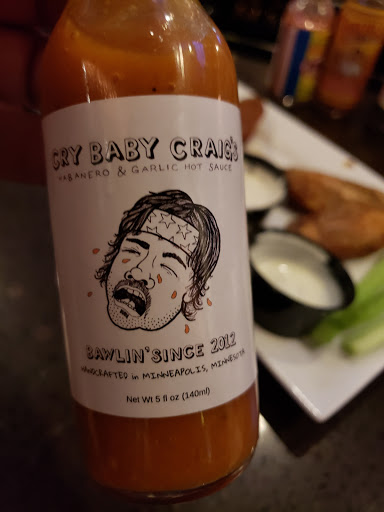 CRY BABY CRAIG'S
HABANERO & GARLIC HOT SAUCE
BAWLIN' SINCE 2012
HANDCRAFTED in MINNEAPOLIS, MINNESOTA
Net Wt 5 fl oz (140ml)